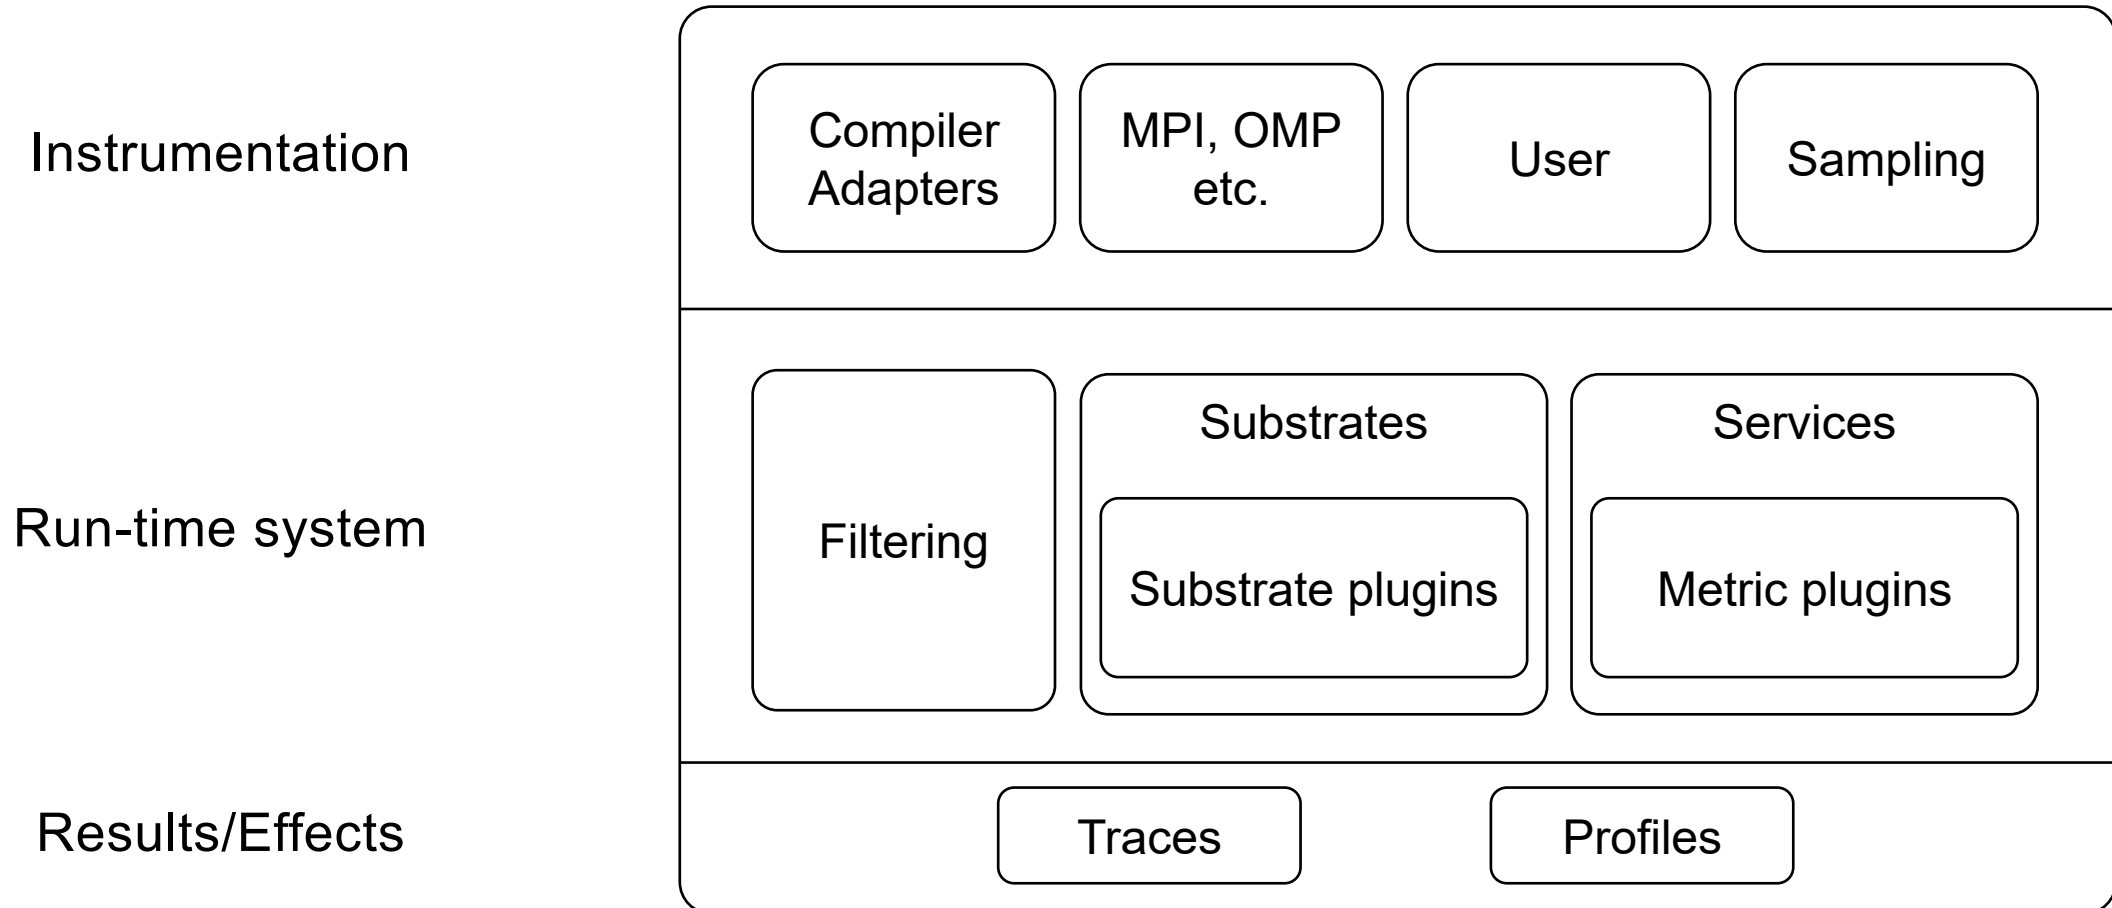 Instrumentation
Compiler
Adapters
MPI, OMP
etc.
User
Sampling
Run-time system
Filtering
Substrates
Substrate plugins
Services
Metric plugins
Results/Effects
Traces
Profiles